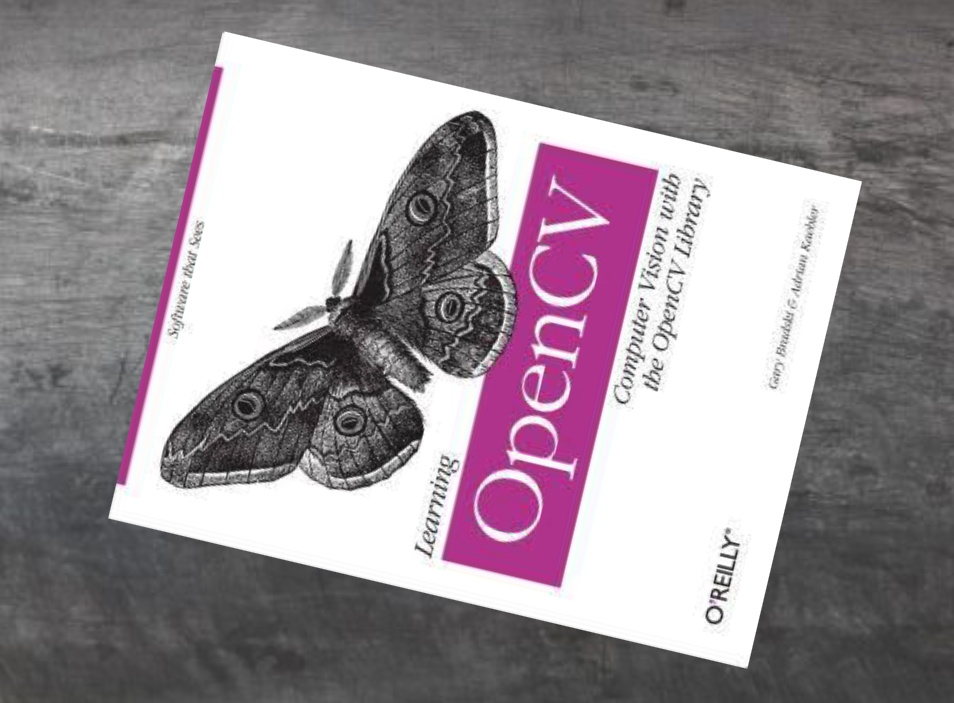 Software that Sees
Learning
OpenCV
Computer Vision with
the OpenCV Library
O'REILLY®
Gary Bradski & Adrian Kaehler